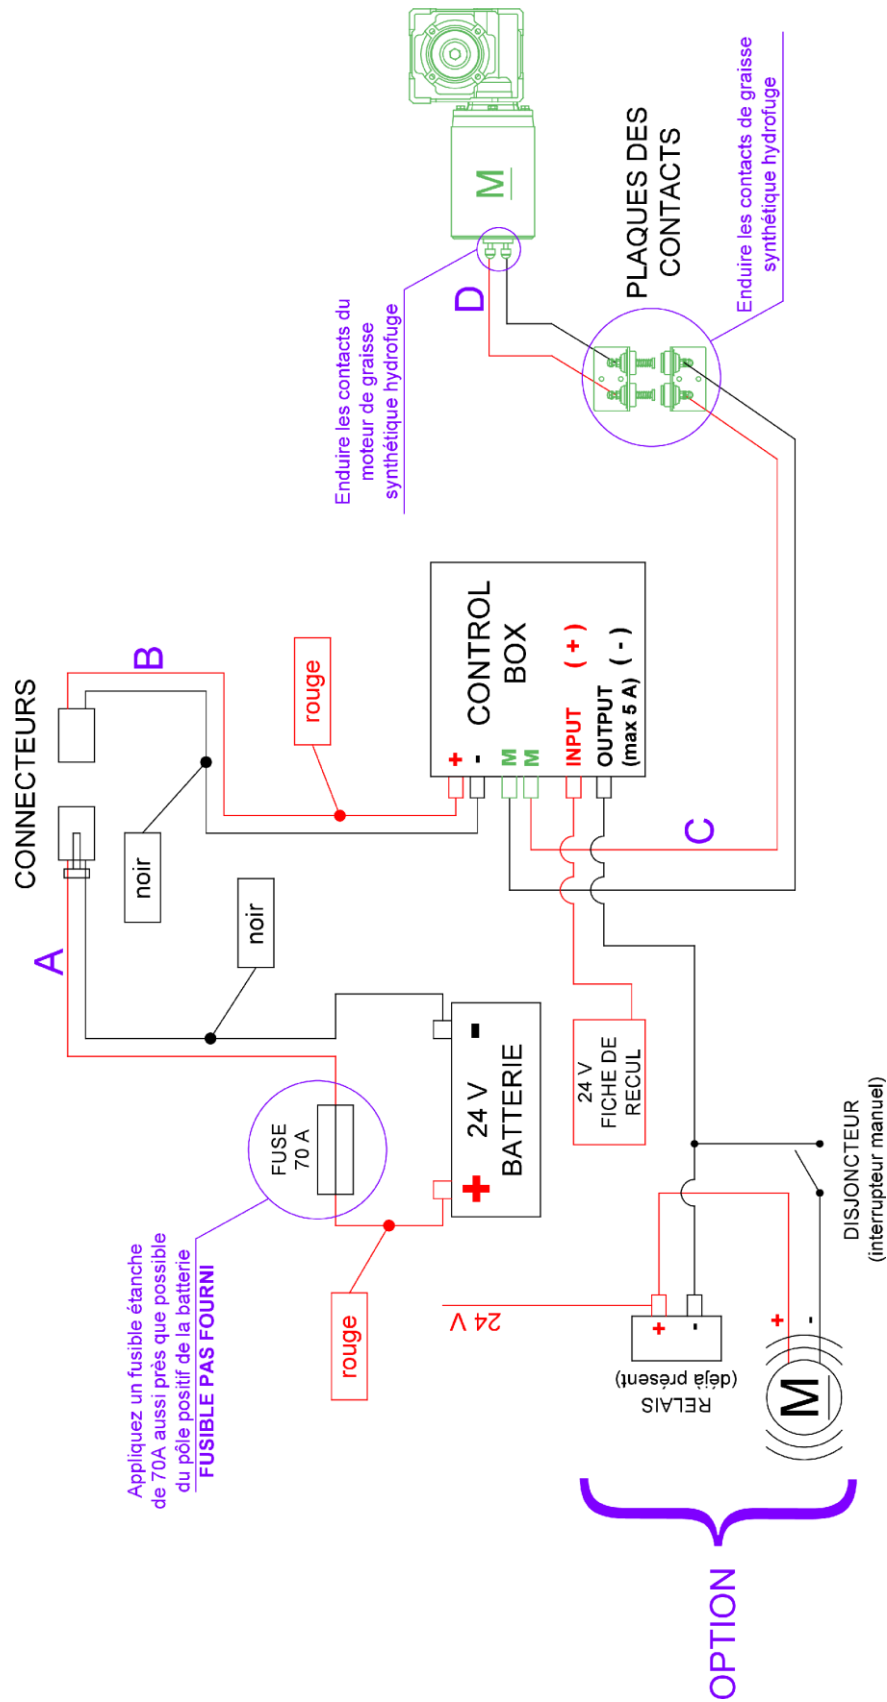 CONNECTEURS
A
B
noir
noir
rouge
rouge
FUSE
70 A
Appliquez un fusible étanche
de 70A aussi près que possible
du pôle positif de la batterie
FUSIBLE PAS FOURNI
+
-
24 V
BATTERIE
CONTROL
BOX
+
-
M
M
INPUT (+)
OUTPUT (-)
(max 5 A)
C
24 V
FICHE DE
RECUL
Enduire les contacts du
moteur de graisse
synthétique hydrofuge
D
M
PLAQUES DES
CONTACTS
Enduire les contacts de graisse
synthétique hydrofuge
24 V
+
-
RELAIS
(déjà présent)
+
-
M
DISJONCTEUR
(interrupteur manuel)
OPTION